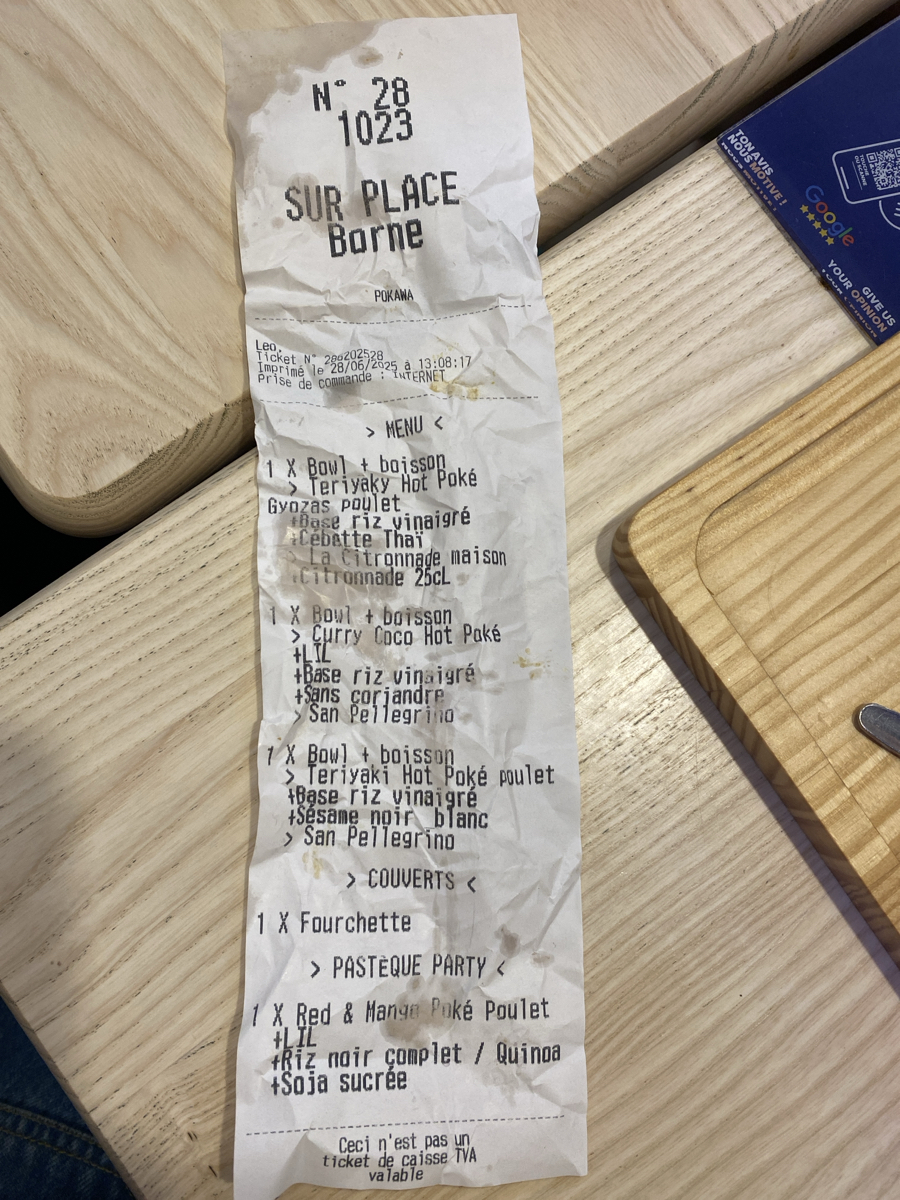 N° 28
1023
SUR PLACE
Borne
POKAWA
Leo,
Ticket N° 280202528
Imprimé le 28/06/2025 à 13:08:17
Prise de commande : INTERNET
> MENU <
1 X Bowl + boisson
> Teriyaky Hot Poké
Gyozas poulet
+Base riz vinaigré
+Cébette Thaï
> La Citronnade maison
+Citronnade 25cL
1 X Bowl + boisson
> Curry Coco Hot Poké
+LIL
+Base riz vinaigré
+Sans coriandre
> San Pellegrino
1 X Bowl + boisson
> Teriyaki Hot Poké poulet
+Base riz vinaigré
+Sésame noir blanc
> San Pellegrino
> COUVERTS <
1 X Fourchette
> PASTÈQUE PARTY <
1 X Red & Mango Poké Poulet
+LIL
+Riz noir complet / Quinoa
+Soja sucrée
Ceci n'est pas un
ticket de caisse TVA
valable
TON AVIS
NOUS MOTIVE !
Google
GIVE US
YOUR OPINION